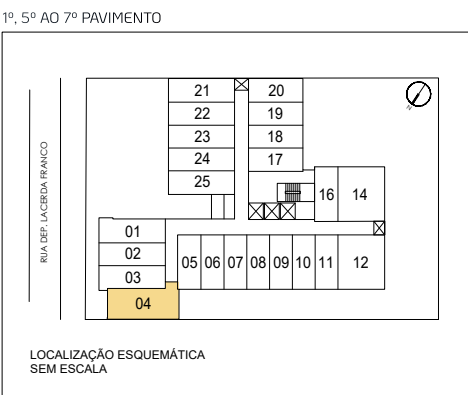 1º, 5º AO 7º PAVIMENTO
RUA DEP. LACERDA FRANCO
21 20
22 19
23 18
24 17
25
16 14
01
02
03
04
05 06 07 08 09 10 11 12
N
LOCALIZAÇÃO ESQUEMÁTICA
SEM ESCALA